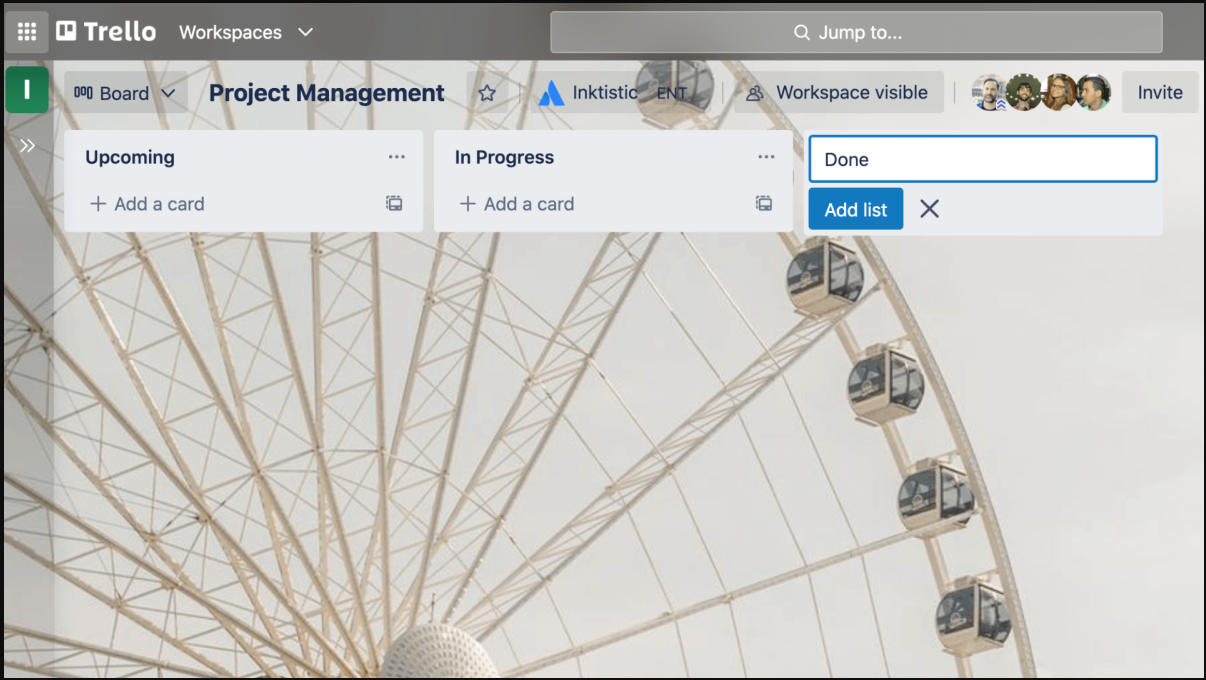 Trello Workspaces Jump to...
I Board Project Management Inktistic ENT Workspace visible Invite
Upcoming In Progress Done
Add a card Add a card Add list